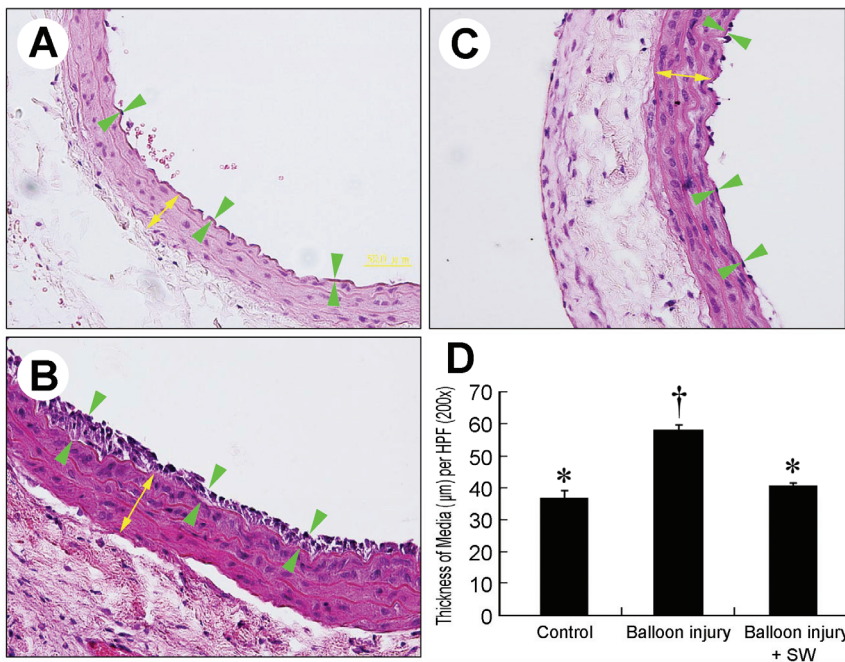 A
C
B
D
Thickness of Media (µm) per HPF (200x)
70
60
50
40
30
20
10
0
*
†
*
Control
Balloon injury
Balloon injury
+ SW